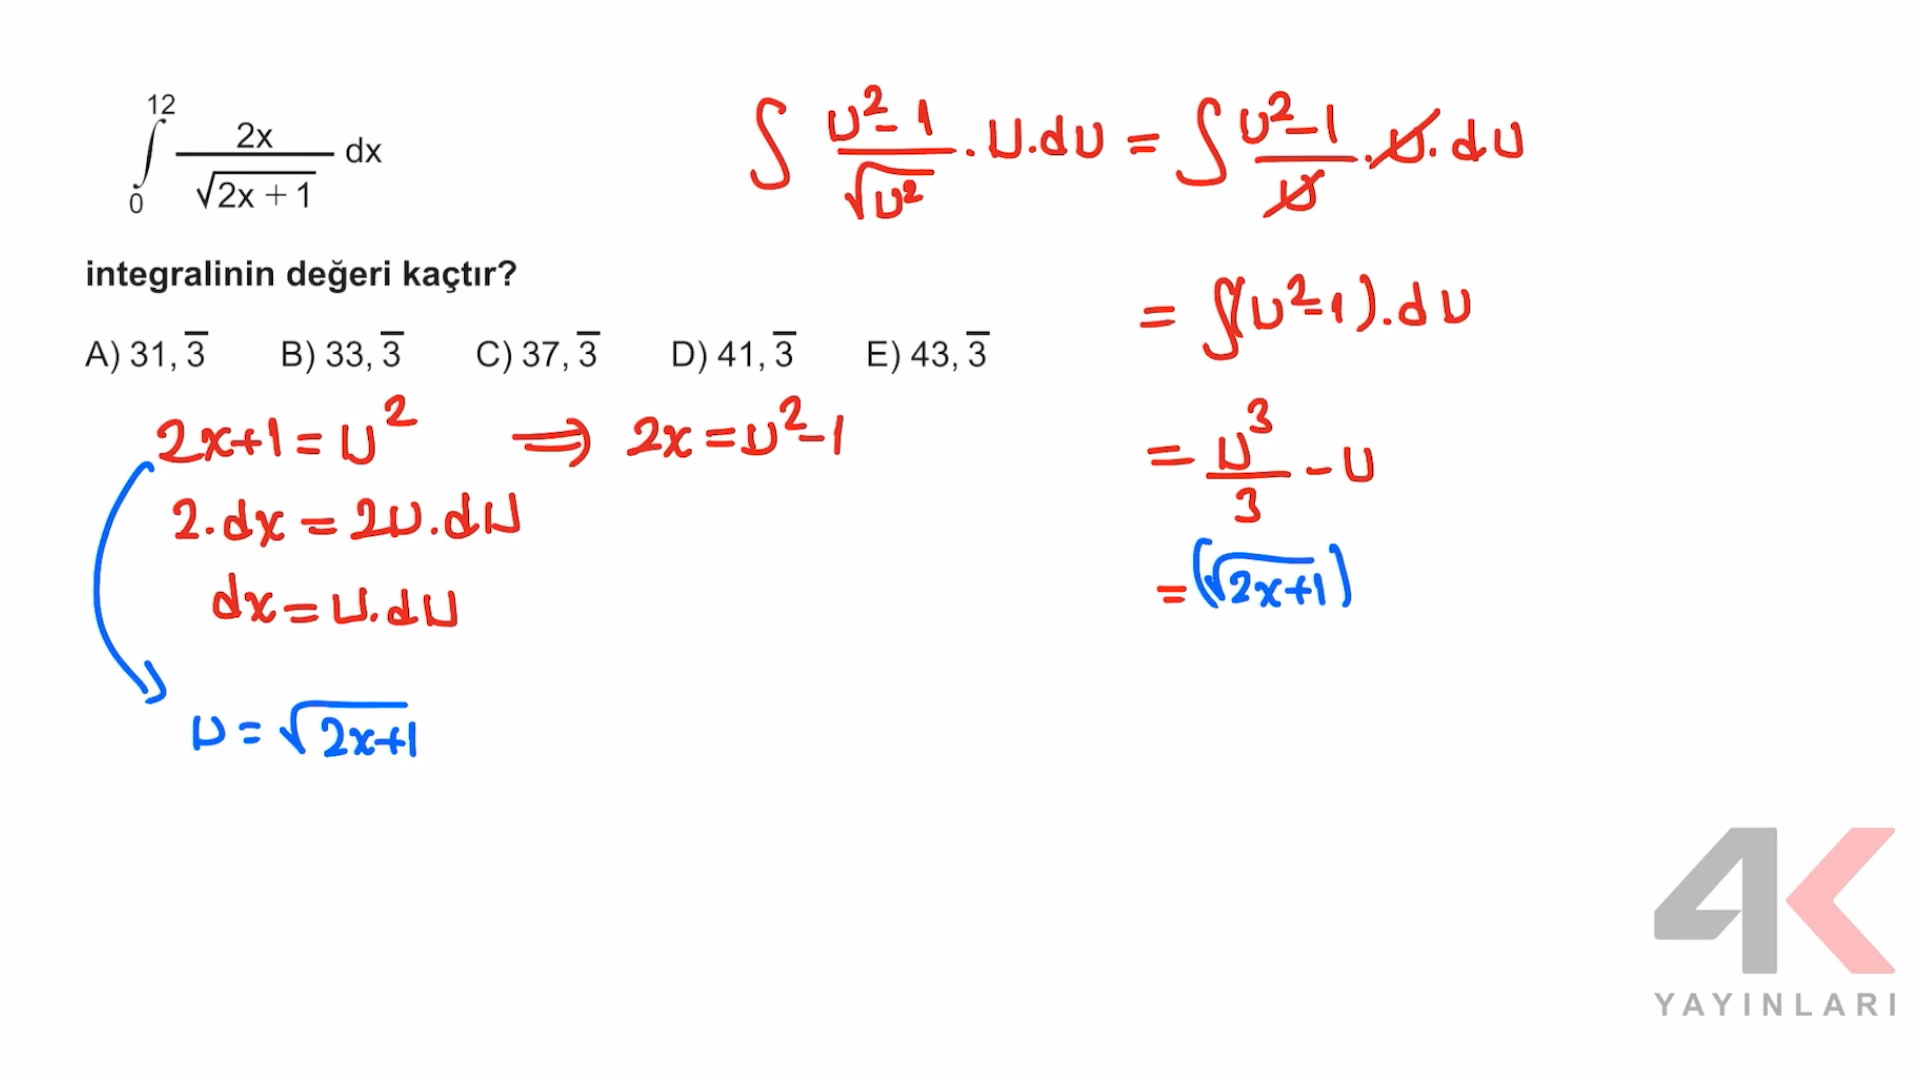 ∫₀¹² 2x / √(2x + 1) dx
integralinin değeri kaçtır?
A) 31,3̅ B) 33,3̅ C) 37,3̅ D) 41,3̅ E) 43,3̅
2x+1 = U² ⇒ 2x = U²-1
2.dx = 2U.dU
dx = U.dU
U = √(2x+1)
∫ (U²-1)/√(U²) . U.dU = ∫ (U²-1)/U . U. dU
= ∫(U²-1).dU
= U³/3 - U
= (√(2x+1))
4K
YAYINLARI